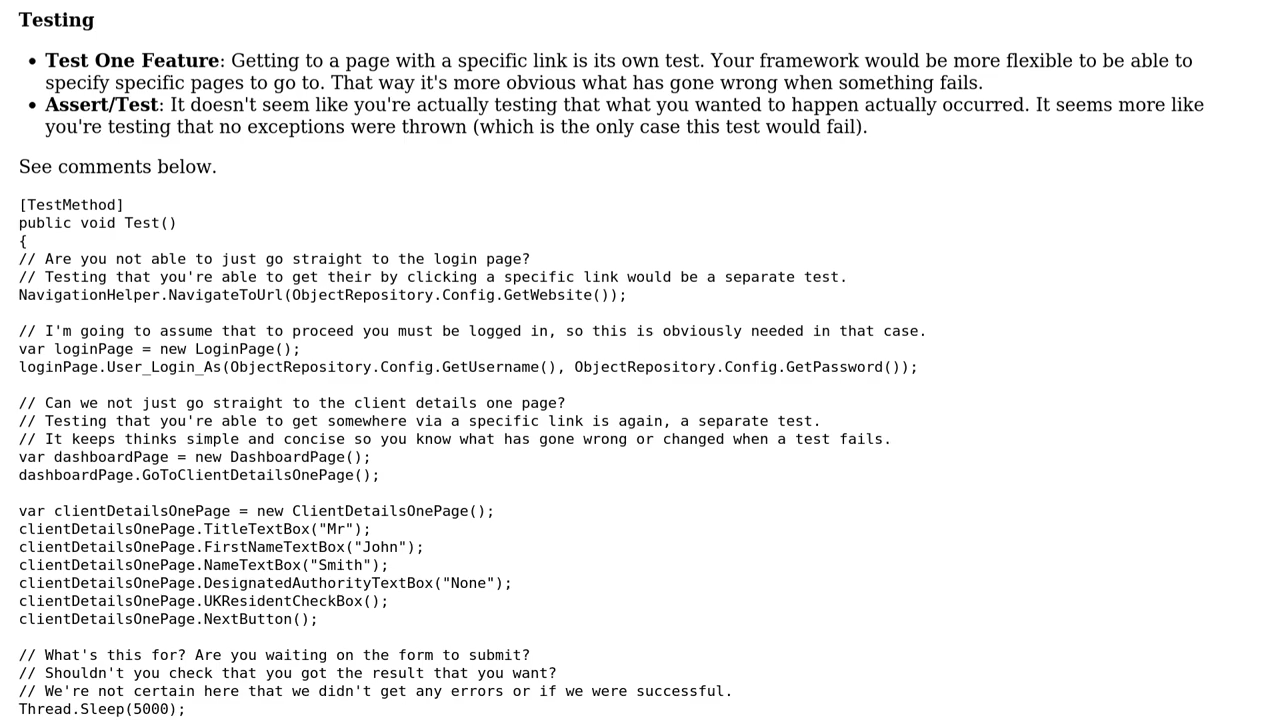 Testing
• Test One Feature: Getting to a page with a specific link is its own test. Your framework would be more flexible to be able to
specify specific pages to go to. That way it's more obvious what has gone wrong when something fails.
• Assert/Test: It doesn't seem like you're actually testing that what you wanted to happen actually occurred. It seems more like
you're testing that no exceptions were thrown (which is the only case this test would fail).
See comments below.
[TestMethod]
public void Test()
{
// Are you not able to just go straight to the login page?
// Testing that you're able to get their by clicking a specific link would be a separate test.
NavigationHelper.NavigateToUrl(ObjectRepository.Config.GetWebsite());
// I'm going to assume that to proceed you must be logged in, so this is obviously needed in that case.
var loginPage = new LoginPage();
loginPage.User_Login_As(ObjectRepository.Config.GetUsername(), ObjectRepository.Config.GetPassword());
// Can we not just go straight to the client details one page?
// Testing that you're able to get somewhere via a specific link is again, a separate test.
// It keeps thinks simple and concise so you know what has gone wrong or changed when a test fails.
var dashboardPage = new DashboardPage();
dashboardPage.GoToClientDetailsOnePage();
var clientDetailsOnePage = new ClientDetailsOnePage();
clientDetailsOnePage.TitleTextBox("Mr");
clientDetailsOnePage.FirstNameTextBox("John");
clientDetailsOnePage.NameTextBox("Smith");
clientDetailsOnePage.DesignatedAuthorityTextBox("None");
clientDetailsOnePage.UKResidentCheckBox();
clientDetailsOnePage.NextButton();
// What's this for? Are you waiting on the form to submit?
// Shouldn't you check that you got the result that you want?
// We're not certain here that we didn't get any errors or if we were successful.
Thread.Sleep(5000);